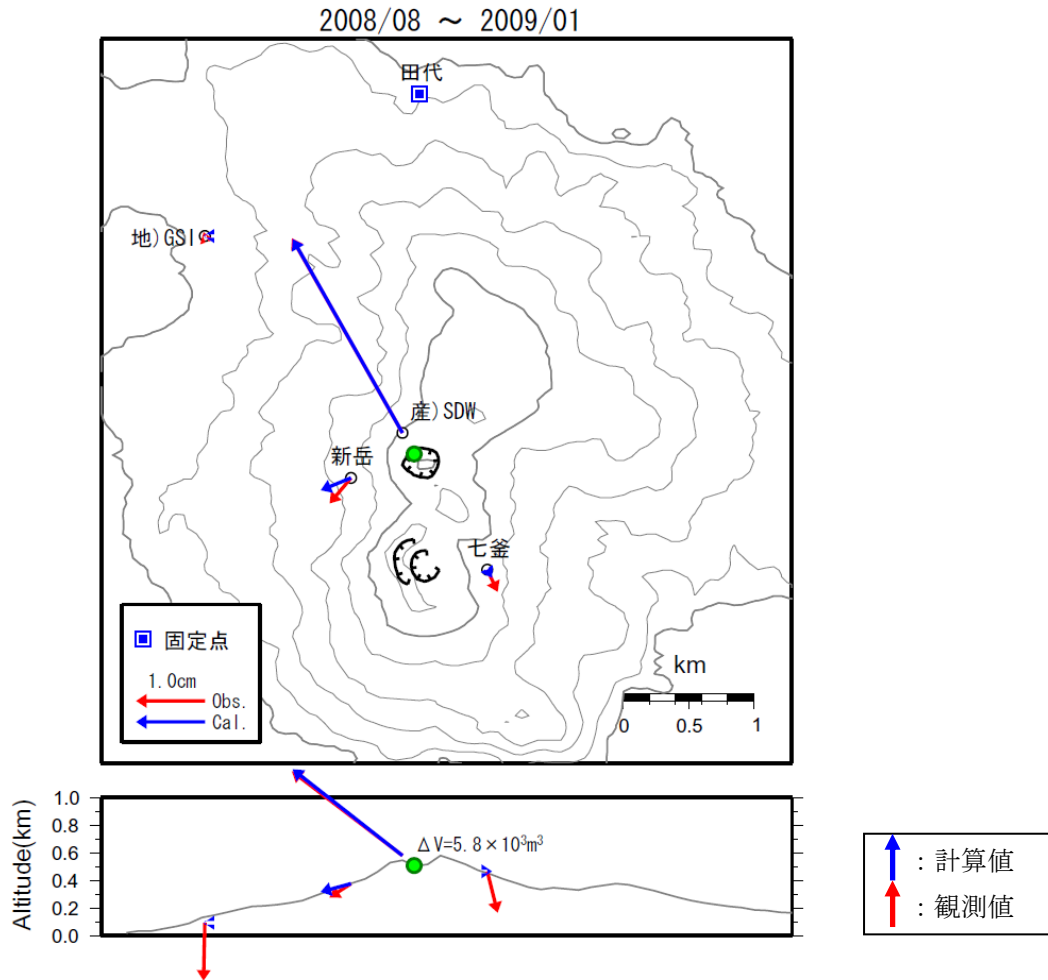 2008/08 ～ 2009/01
田代
地)GSI
産)SDW
新岳
七釜
固定点
1.0cm
Obs.
Cal.
km
0 0.5 1
Altitude(km)
1.0
0.8
0.6
0.4
0.2
0.0
ΔV=5.8×10³m³
：計算値
：観測値